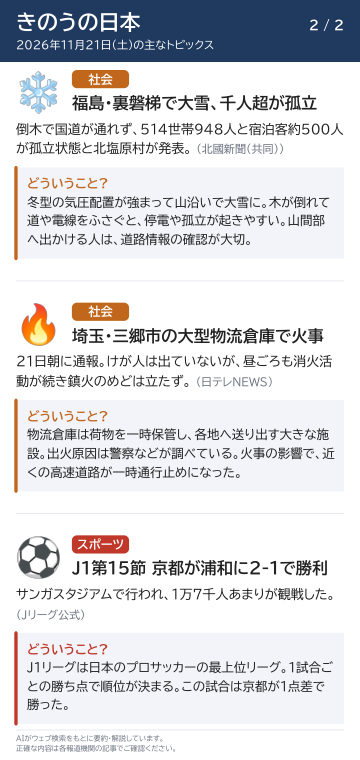 きのうの日本
2 / 2
2026年11月21日(土)の主なトピックス
社会
福島・裏磐梯で大雪、千人超が孤立
倒木で国道が通れず、514世帯948人と宿泊客約500人
が孤立状態と北塩原村が発表。（北國新聞(共同)）
どういうこと?
冬型の気圧配置が強まって山沿いで大雪に。木が倒れて
道や電線をふさぐと、停電や孤立が起きやすい。山間部
へ出かける人は、道路情報の確認が大切。
社会
埼玉・三郷市の大型物流倉庫で火事
21日朝に通報。けが人は出ていないが、昼ごろも消火活
動が続き鎮火のめどは立たず。（日テレNEWS）
どういうこと?
物流倉庫は荷物を一時保管し、各地へ送り出す大きな施
設。出火原因は警察などが調べている。火事の影響で、近
くの高速道路が一時通行止めになった。
スポーツ
J1第15節 京都が浦和に2-1で勝利
サンガスタジアムで行われ、1万7千人あまりが観戦した。
（Jリーグ公式）
どういうこと?
J1リーグは日本のプロサッカーの最上位リーグ。1試合ご
との勝ち点で順位が決まる。この試合は京都が1点差で
勝った。
AIがウェブ検索をもとに要約・解説しています。
正確な内容は各報道機関の記事でご確認ください。